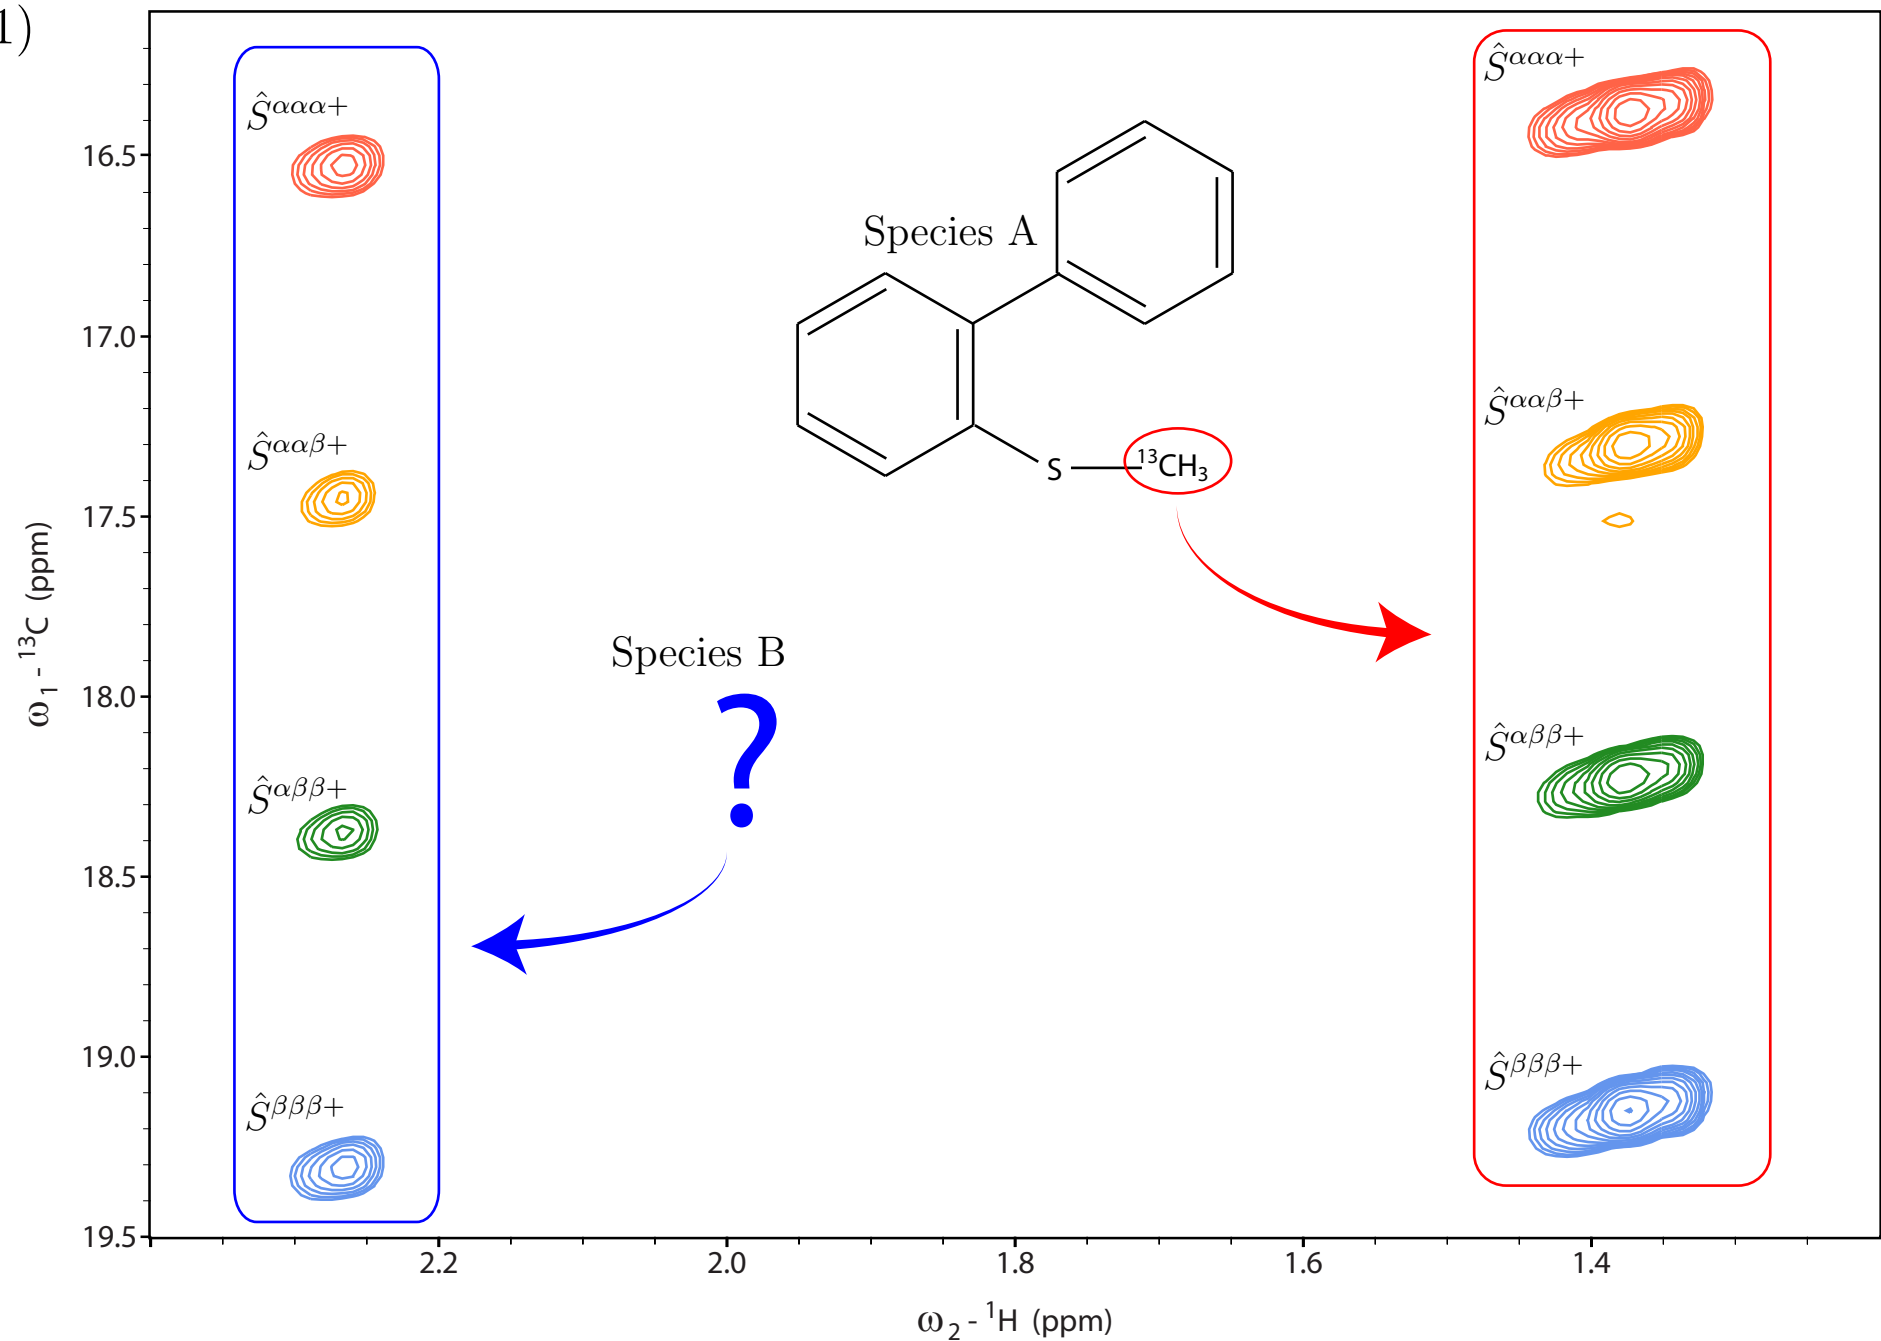 1)
Ŝ^{ααα+}
Ŝ^{ααα+}
16.5
Species A
17.0
Ŝ^{ααβ+}
Ŝ^{ααβ+}
S
¹³CH₃
17.5
Species B
?
18.0
Ŝ^{αββ+}
Ŝ^{αββ+}
18.5
19.0
Ŝ^{βββ+}
Ŝ^{βββ+}
19.5
ω₁ - ¹³C (ppm)
2.2 2.0 1.8 1.6 1.4
ω₂ - ¹H (ppm)